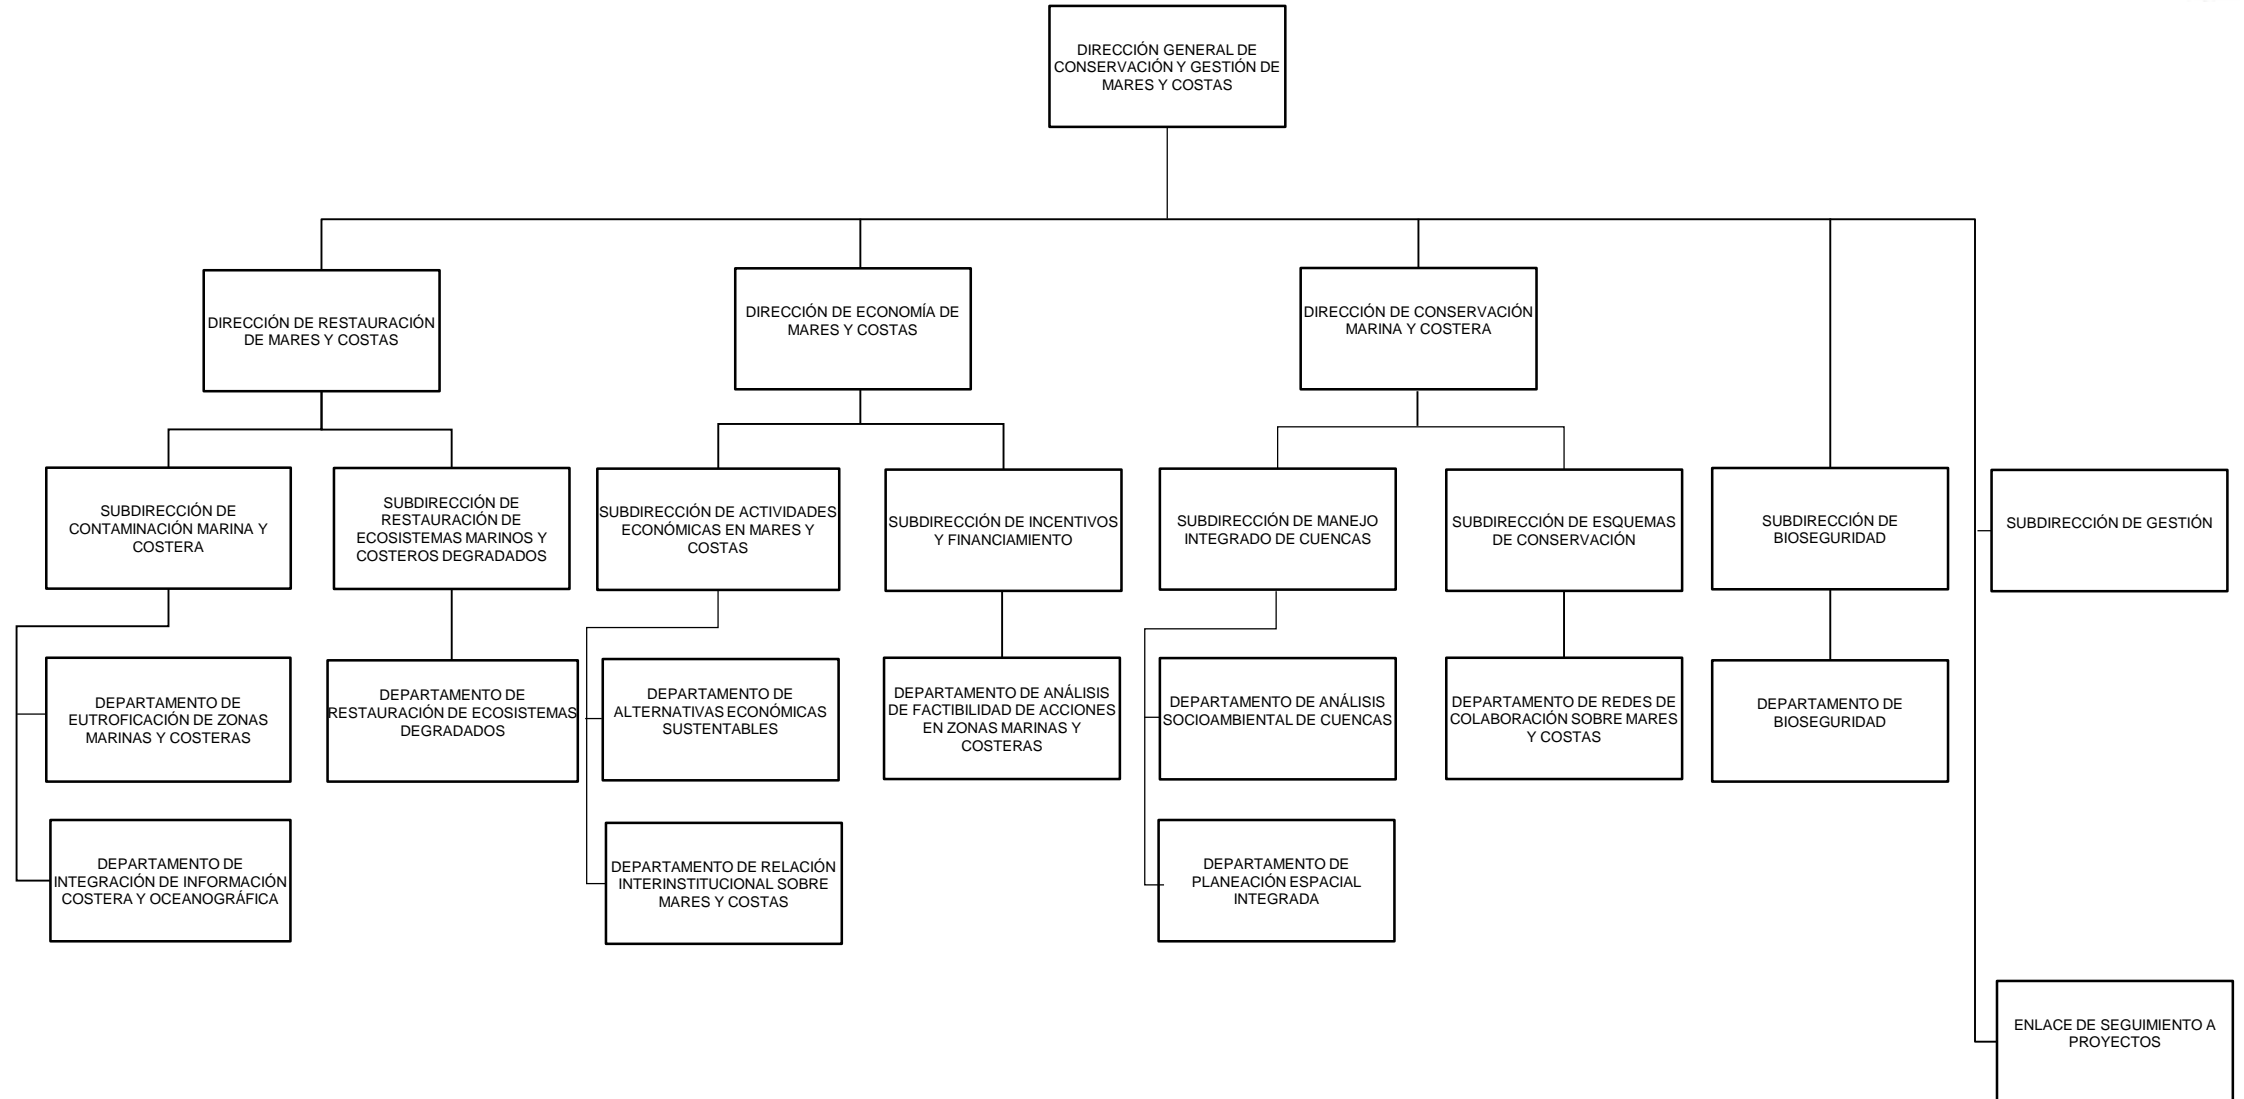 DIRECCIÓN GENERAL DE
CONSERVACIÓN Y GESTIÓN DE
MARES Y COSTAS
DIRECCIÓN DE RESTAURACIÓN
DE MARES Y COSTAS
DIRECCIÓN DE ECONOMÍA DE
MARES Y COSTAS
DIRECCIÓN DE CONSERVACIÓN
MARINA Y COSTERA
SUBDIRECCIÓN DE
CONTAMINACIÓN MARINA Y
COSTERA
SUBDIRECCIÓN DE
RESTAURACIÓN DE
ECOSISTEMAS MARINOS Y
COSTEROS DEGRADADOS
SUBDIRECCIÓN DE ACTIVIDADES
ECONÓMICAS EN MARES Y
COSTAS
SUBDIRECCIÓN DE INCENTIVOS
Y FINANCIAMIENTO
SUBDIRECCIÓN DE MANEJO
INTEGRADO DE CUENCAS
SUBDIRECCIÓN DE ESQUEMAS
DE CONSERVACIÓN
SUBDIRECCIÓN DE
BIOSEGURIDAD
SUBDIRECCIÓN DE GESTIÓN
DEPARTAMENTO DE
EUTROFICACIÓN DE ZONAS
MARINAS Y COSTERAS
DEPARTAMENTO DE
RESTAURACIÓN DE ECOSISTEMAS
DEGRADADOS
DEPARTAMENTO DE
ALTERNATIVAS ECONÓMICAS
SUSTENTABLES
DEPARTAMENTO DE ANÁLISIS
DE FACTIBILIDAD DE ACCIONES
EN ZONAS MARINAS Y
COSTERAS
DEPARTAMENTO DE ANÁLISIS
SOCIOAMBIENTAL DE CUENCAS
DEPARTAMENTO DE REDES DE
COLABORACIÓN SOBRE MARES
Y COSTAS
DEPARTAMENTO DE
BIOSEGURIDAD
DEPARTAMENTO DE
INTEGRACIÓN DE INFORMACIÓN
COSTERA Y OCEANOGRÁFICA
DEPARTAMENTO DE RELACIÓN
INTERINSTITUCIONAL SOBRE
MARES Y COSTAS
DEPARTAMENTO DE
PLANEACIÓN ESPACIAL
INTEGRADA
ENLACE DE SEGUIMIENTO A
PROYECTOS